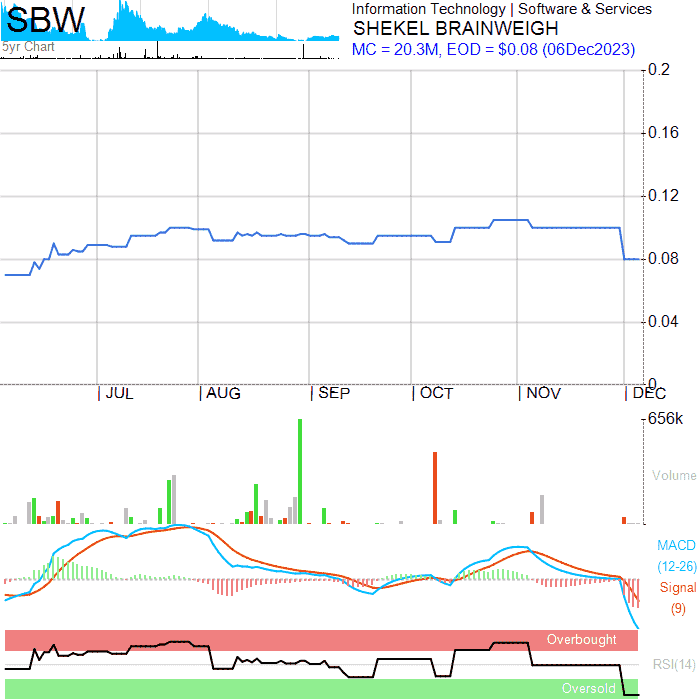 SBW
5yr Chart
Information Technology | Software & Services
SHEKEL BRAINWEIGH
MC = 20.3M, EOD = $0.08 (06Dec2023)
0.2
0.16
0.12
0.08
0.04
0
| JUL | AUG | SEP | OCT | NOV | DEC
656k
Volume
MACD
(12-26)
Signal
(9)
Overbought
RSI(14)
Oversold